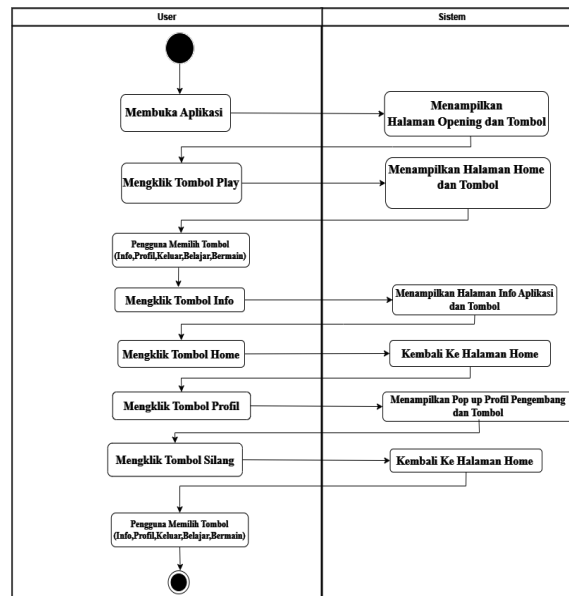 User
Sistem
Membuka Aplikasi
Menampilkan
Halaman Opening dan Tombol
Mengklik Tombol Play
Menampilkan Halaman Home
dan Tombol
Pengguna Memilih Tombol
(Info,Profil,Keluar,Belajar,Bermain)
Mengklik Tombol Info
Menampilkan Halaman Info Aplikasi
dan Tombol
Mengklik Tombol Home
Kembali Ke Halaman Home
Mengklik Tombol Profil
Menampilkan Pop up Profil Pengembang
dan Tombol
Mengklik Tombol Silang
Kembali Ke Halaman Home
Pengguna Memilih Tombol
(Info,Profil,Keluar,Belajar,Bermain)